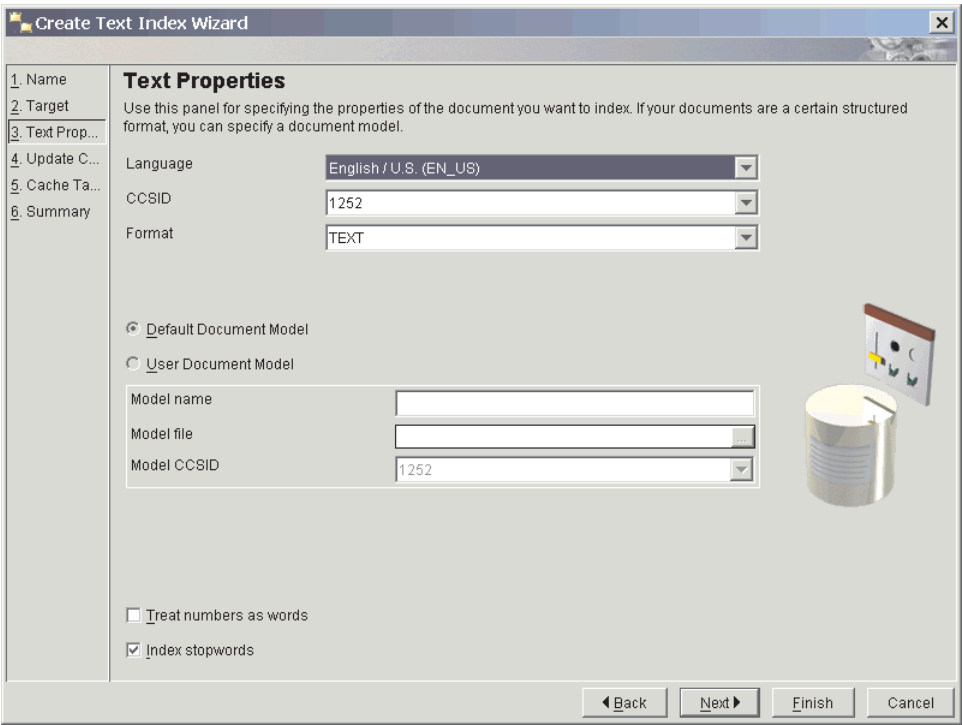 Create Text Index Wizard
1. Name
2. Target
3. Text Prop...
4. Update C...
5. Cache Ta...
6. Summary
Text Properties
Use this panel for specifying the properties of the document you want to index. If your documents are a certain structured
format, you can specify a document model.
Language
English / U.S. (EN_US)
CCSID
1252
Format
TEXT
Default Document Model
User Document Model
Model name
Model file
...
Model CCSID
1252
Treat numbers as words
Index stopwords
Back
Next
Finish
Cancel